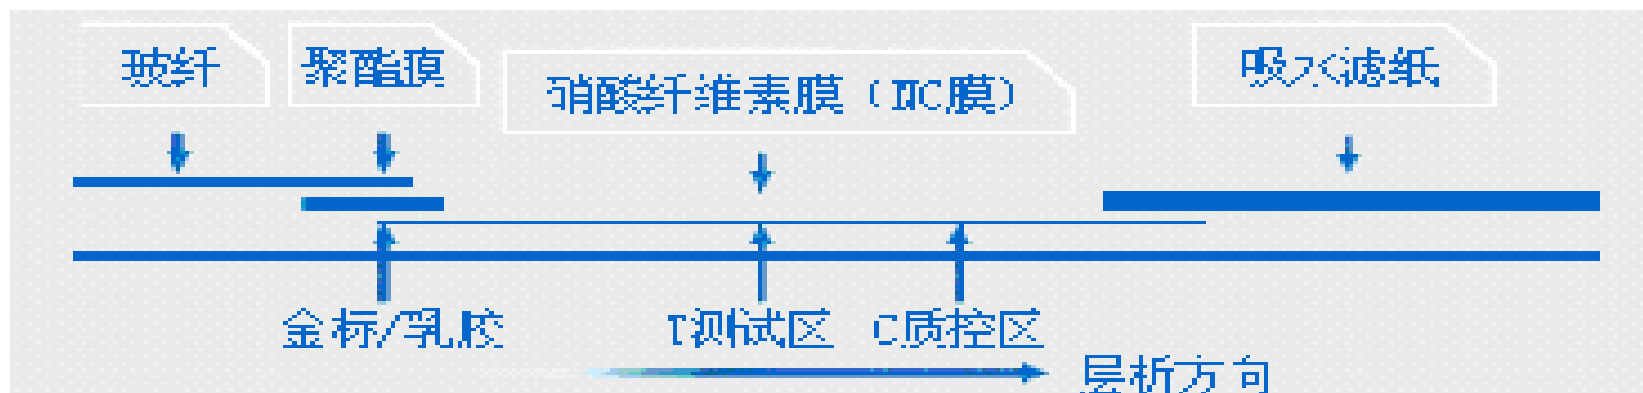 玻纤
聚酯膜
硝酸纤维素膜（NC膜）
吸水滤纸
金标/乳胶
T测试区
C质控区
层析方向